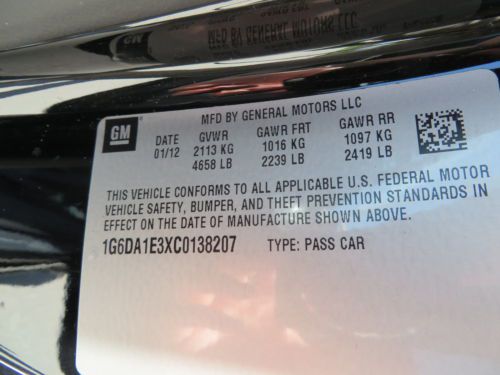 MFD BY GENERAL MOTORS LLC
GM
DATE GVWR GAWR FRT GAWR RR
01/12 2113 KG 1016 KG 1097 KG
4658 LB 2239 LB 2419 LB
THIS VEHICLE CONFORMS TO ALL APPLICABLE U.S. FEDERAL MOTOR
VEHICLE SAFETY, BUMPER, AND THEFT PREVENTION STANDARDS IN
EFFECT ON THE DATE OF MANUFACTURE SHOWN ABOVE.
1G6DA1E3XC0138207 TYPE: PASS CAR